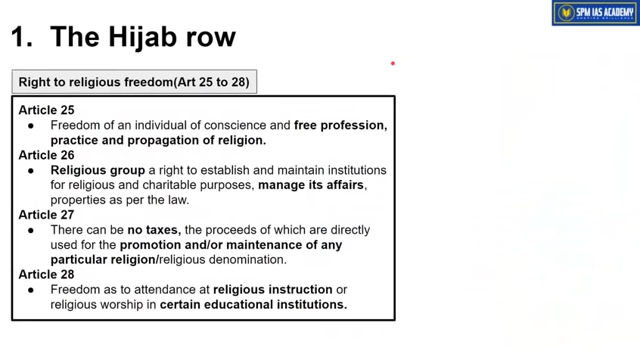 SPM IAS ACADEMY
1. The Hijab row
Right to religious freedom(Art 25 to 28)
Article 25
● Freedom of an individual of conscience and free profession,
practice and propagation of religion.
Article 26
● Religious group a right to establish and maintain institutions
for religious and charitable purposes, manage its affairs,
properties as per the law.
Article 27
● There can be no taxes, the proceeds of which are directly
used for the promotion and/or maintenance of any
particular religion/religious denomination.
Article 28
● Freedom as to attendance at religious instruction or
religious worship in certain educational institutions.